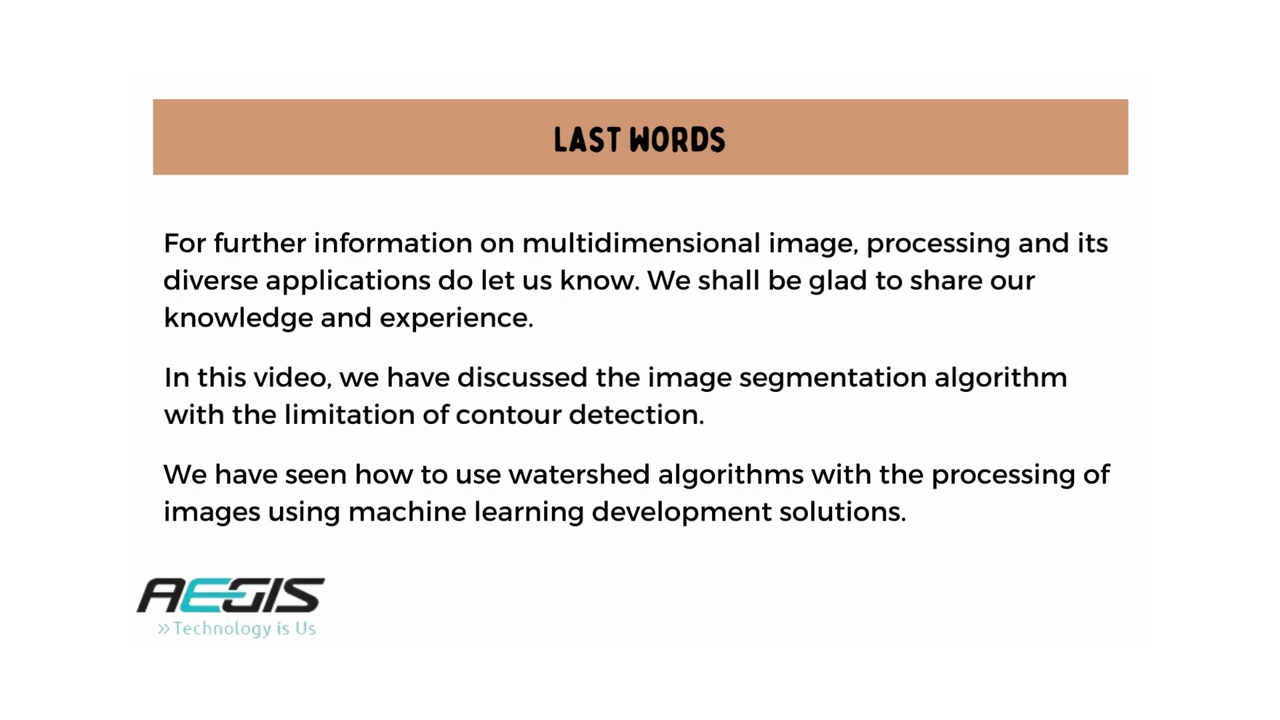 LAST WORDS
For further information on multidimensional image, processing and its
diverse applications do let us know. We shall be glad to share our
knowledge and experience.
In this video, we have discussed the image segmentation algorithm
with the limitation of contour detection.
We have seen how to use watershed algorithms with the processing of
images using machine learning development solutions.
AEGIS
»Technology is Us